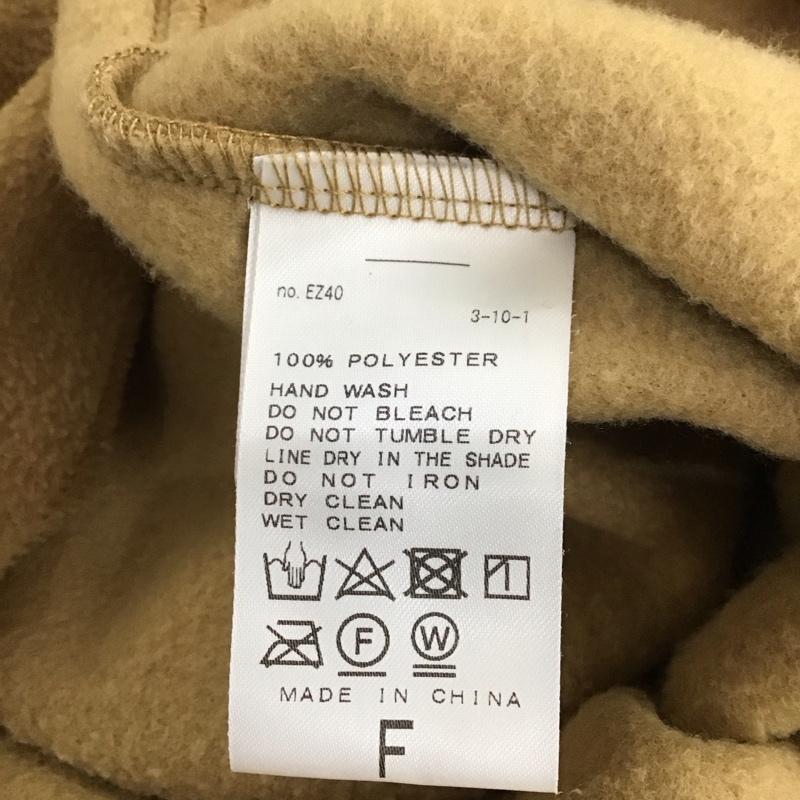 no. EZ40
3-10-1
100% POLYESTER
HAND WASH
DO NOT BLEACH
DO NOT TUMBLE DRY
LINE DRY IN THE SHADE
DO NOT IRON
DRY CLEAN
WET CLEAN
F W
MADE IN CHINA
F